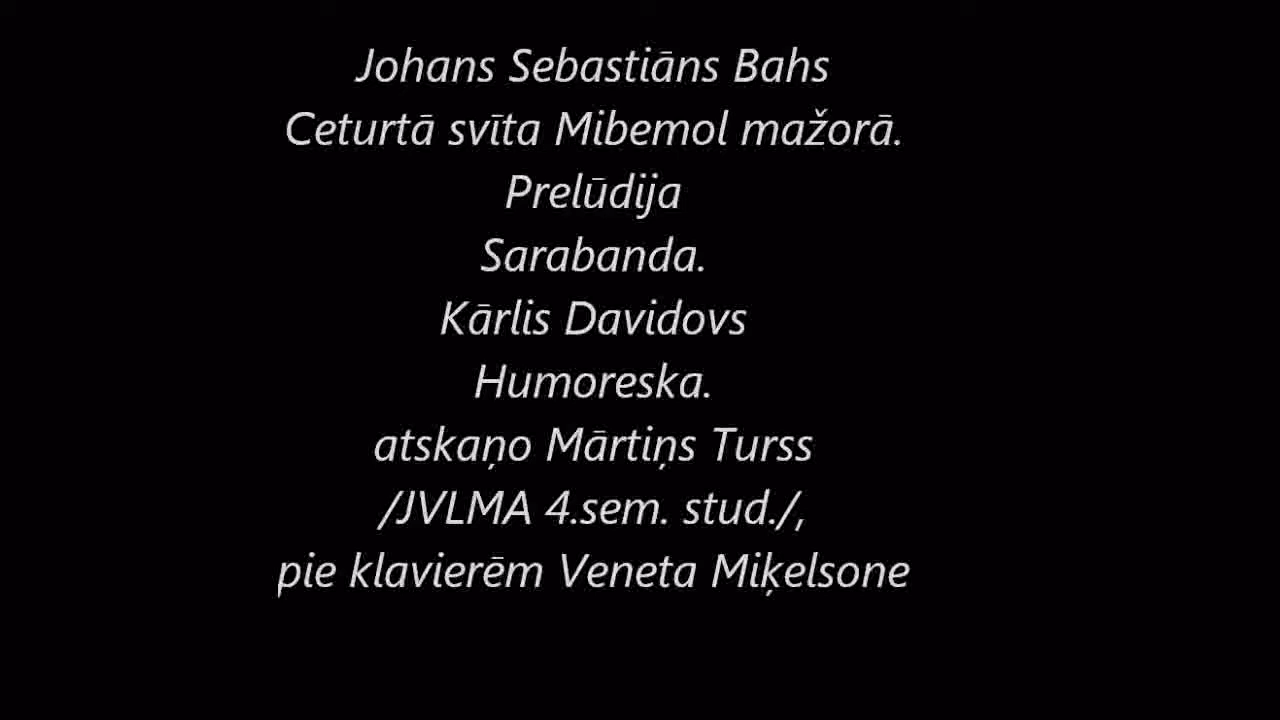 Johans Sebastiāns Bahs
Ceturtā svīta Mibemol mažorā.
Prelūdija
Sarabanda.
Kārlis Davidovs
Humoreska.
atskaņo Mārtiņs Turss
/JVLMA 4.sem. stud./,
pie klavierēm Veneta Miķelsone